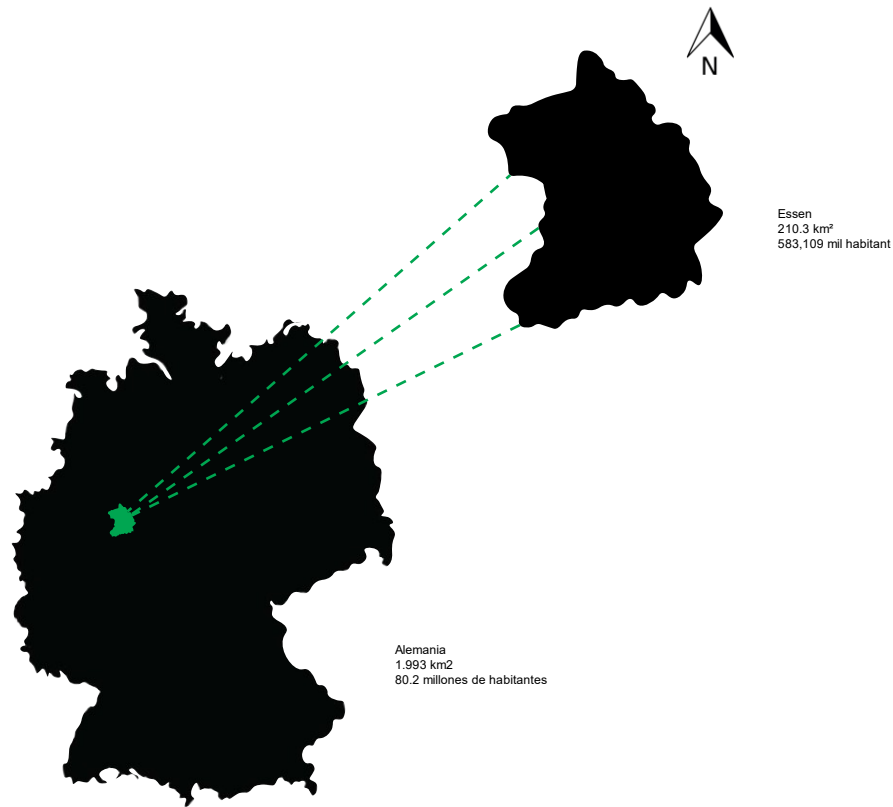 N
Essen
210.3 km²
583,109 mil habitant
Alemania
1.993 km2
80.2 millones de habitantes